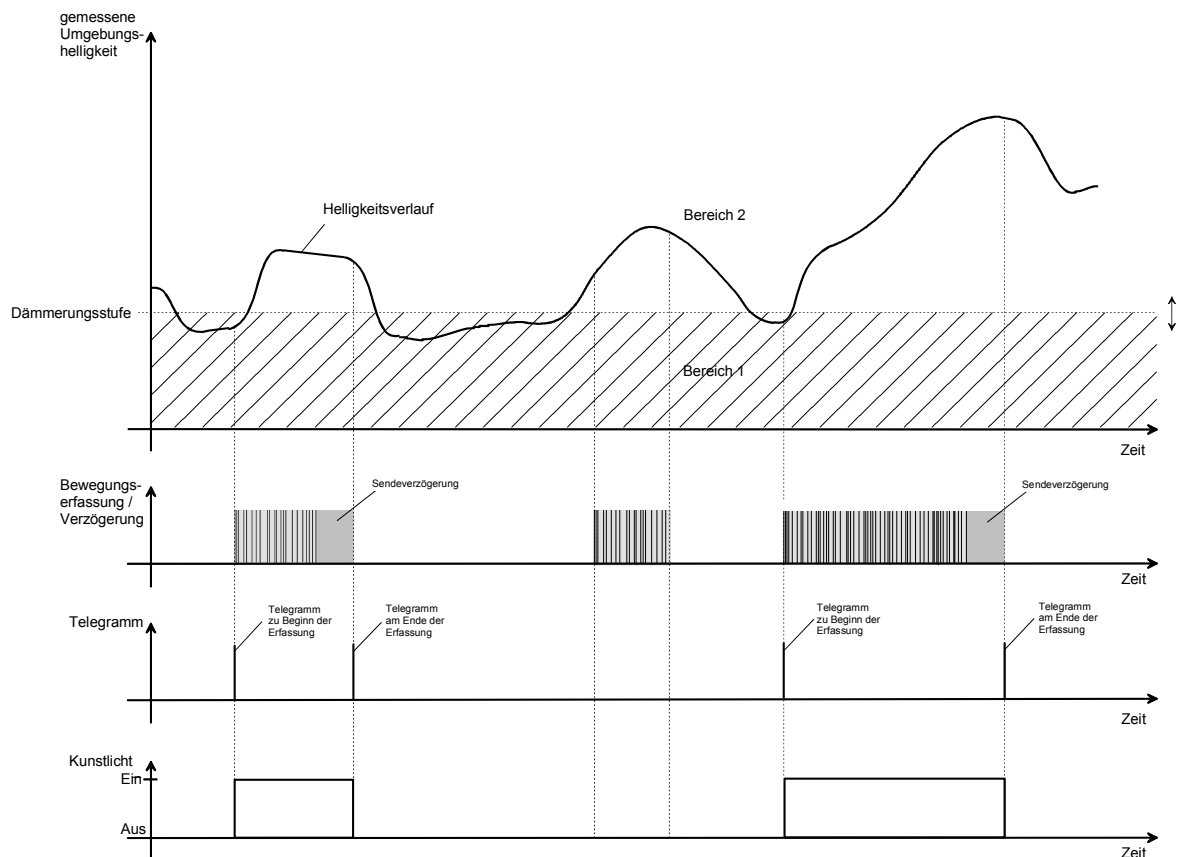 gemessene
Umgebungs-
helligkeit
Helligkeitsverlauf
Bereich 2
Dämmerungsstufe
Bereich 1
Zeit
Bewegungs-
erfassung /
Verzögerung
Sendeverzögerung
Sendeverzögerung
Zeit
Telegramm
Telegramm
zu Beginn der
Erfassung
Telegramm
am Ende der
Erfassung
Telegramm
zu Beginn der
Erfassung
Telegramm
am Ende der
Erfassung
Zeit
Kunstlicht
Ein
Aus
Zeit